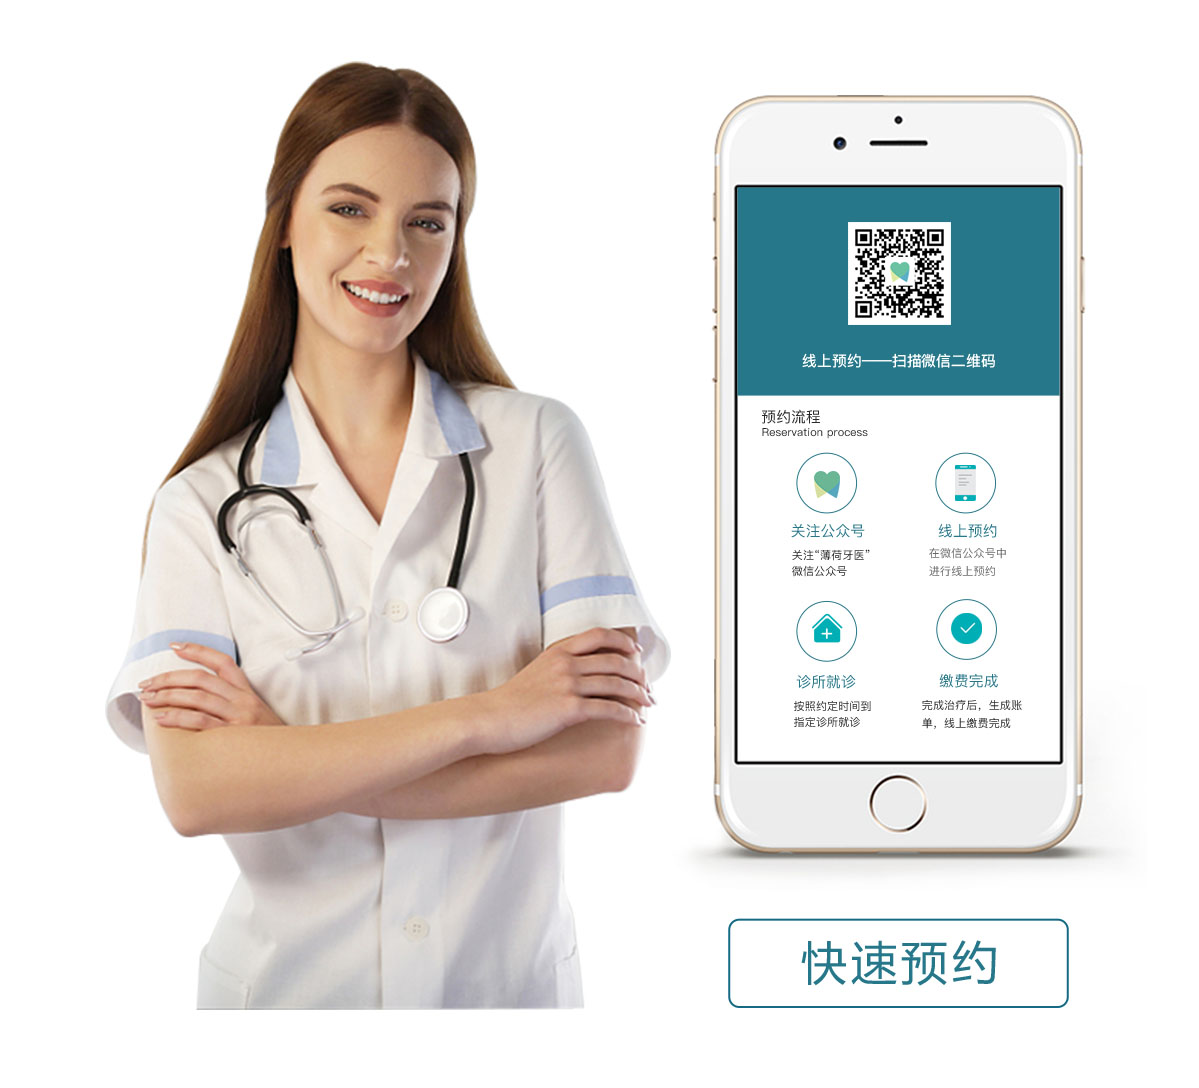 线上预约——扫描微信二维码
预约流程
Reservation process
关注公众号
线上预约
关注“薄荷牙医”
微信公众号
在微信公众号中
进行线上预约
诊所就诊
缴费完成
按照约定时间到
指定诊所就诊
完成治疗后，生成账
单，线上缴费完成
快速预约